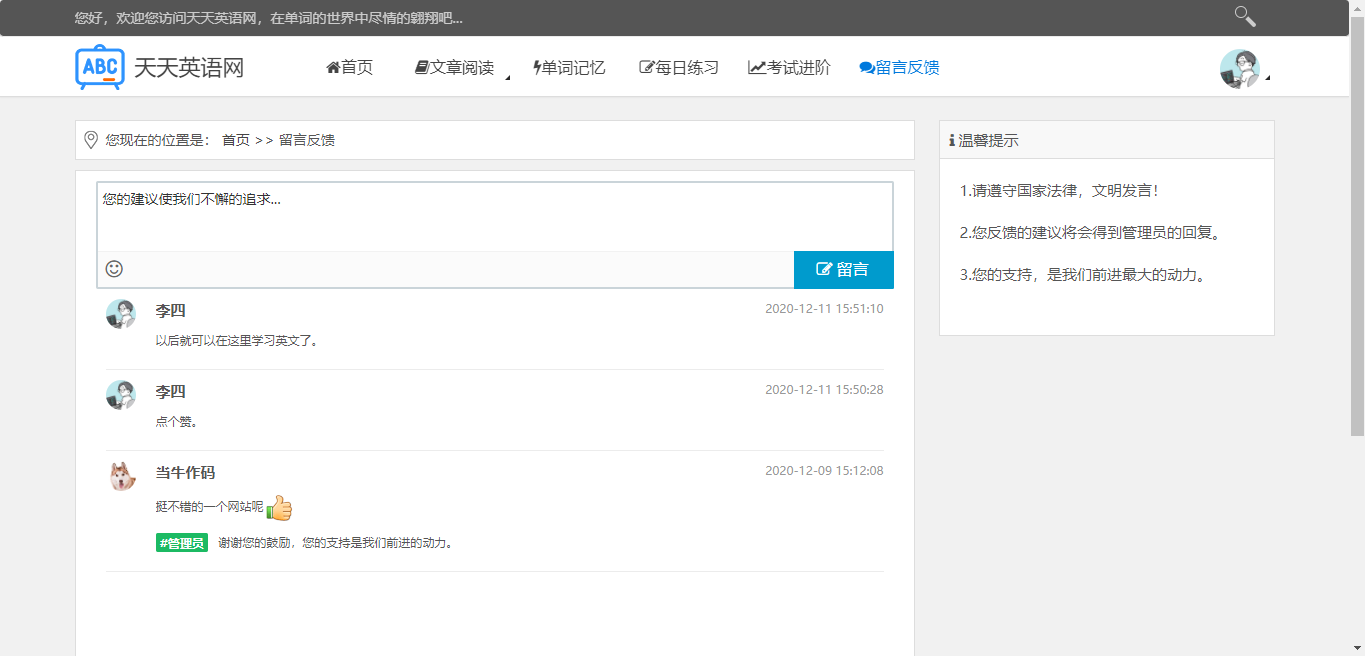 您好，欢迎您访问天天英语网，在单词的世界中尽情的翱翔吧...
ABC 天天英语网 首页 文章阅读 单词记忆 每日练习 考试进阶 留言反馈
您现在的位置是： 首页 >> 留言反馈
您的建议使我们不懈的追求...
留言
李四 2020-12-11 15:51:10
以后就可以在这里学习英文了。
李四 2020-12-11 15:50:28
点个赞。
当牛作码 2020-12-09 15:12:08
挺不错的一个网站呢
#管理员 谢谢您的鼓励，您的支持是我们前进的动力。
温馨提示
1.请遵守国家法律，文明发言！
2.您反馈的建议将会得到管理员的回复。
3.您的支持，是我们前进最大的动力。